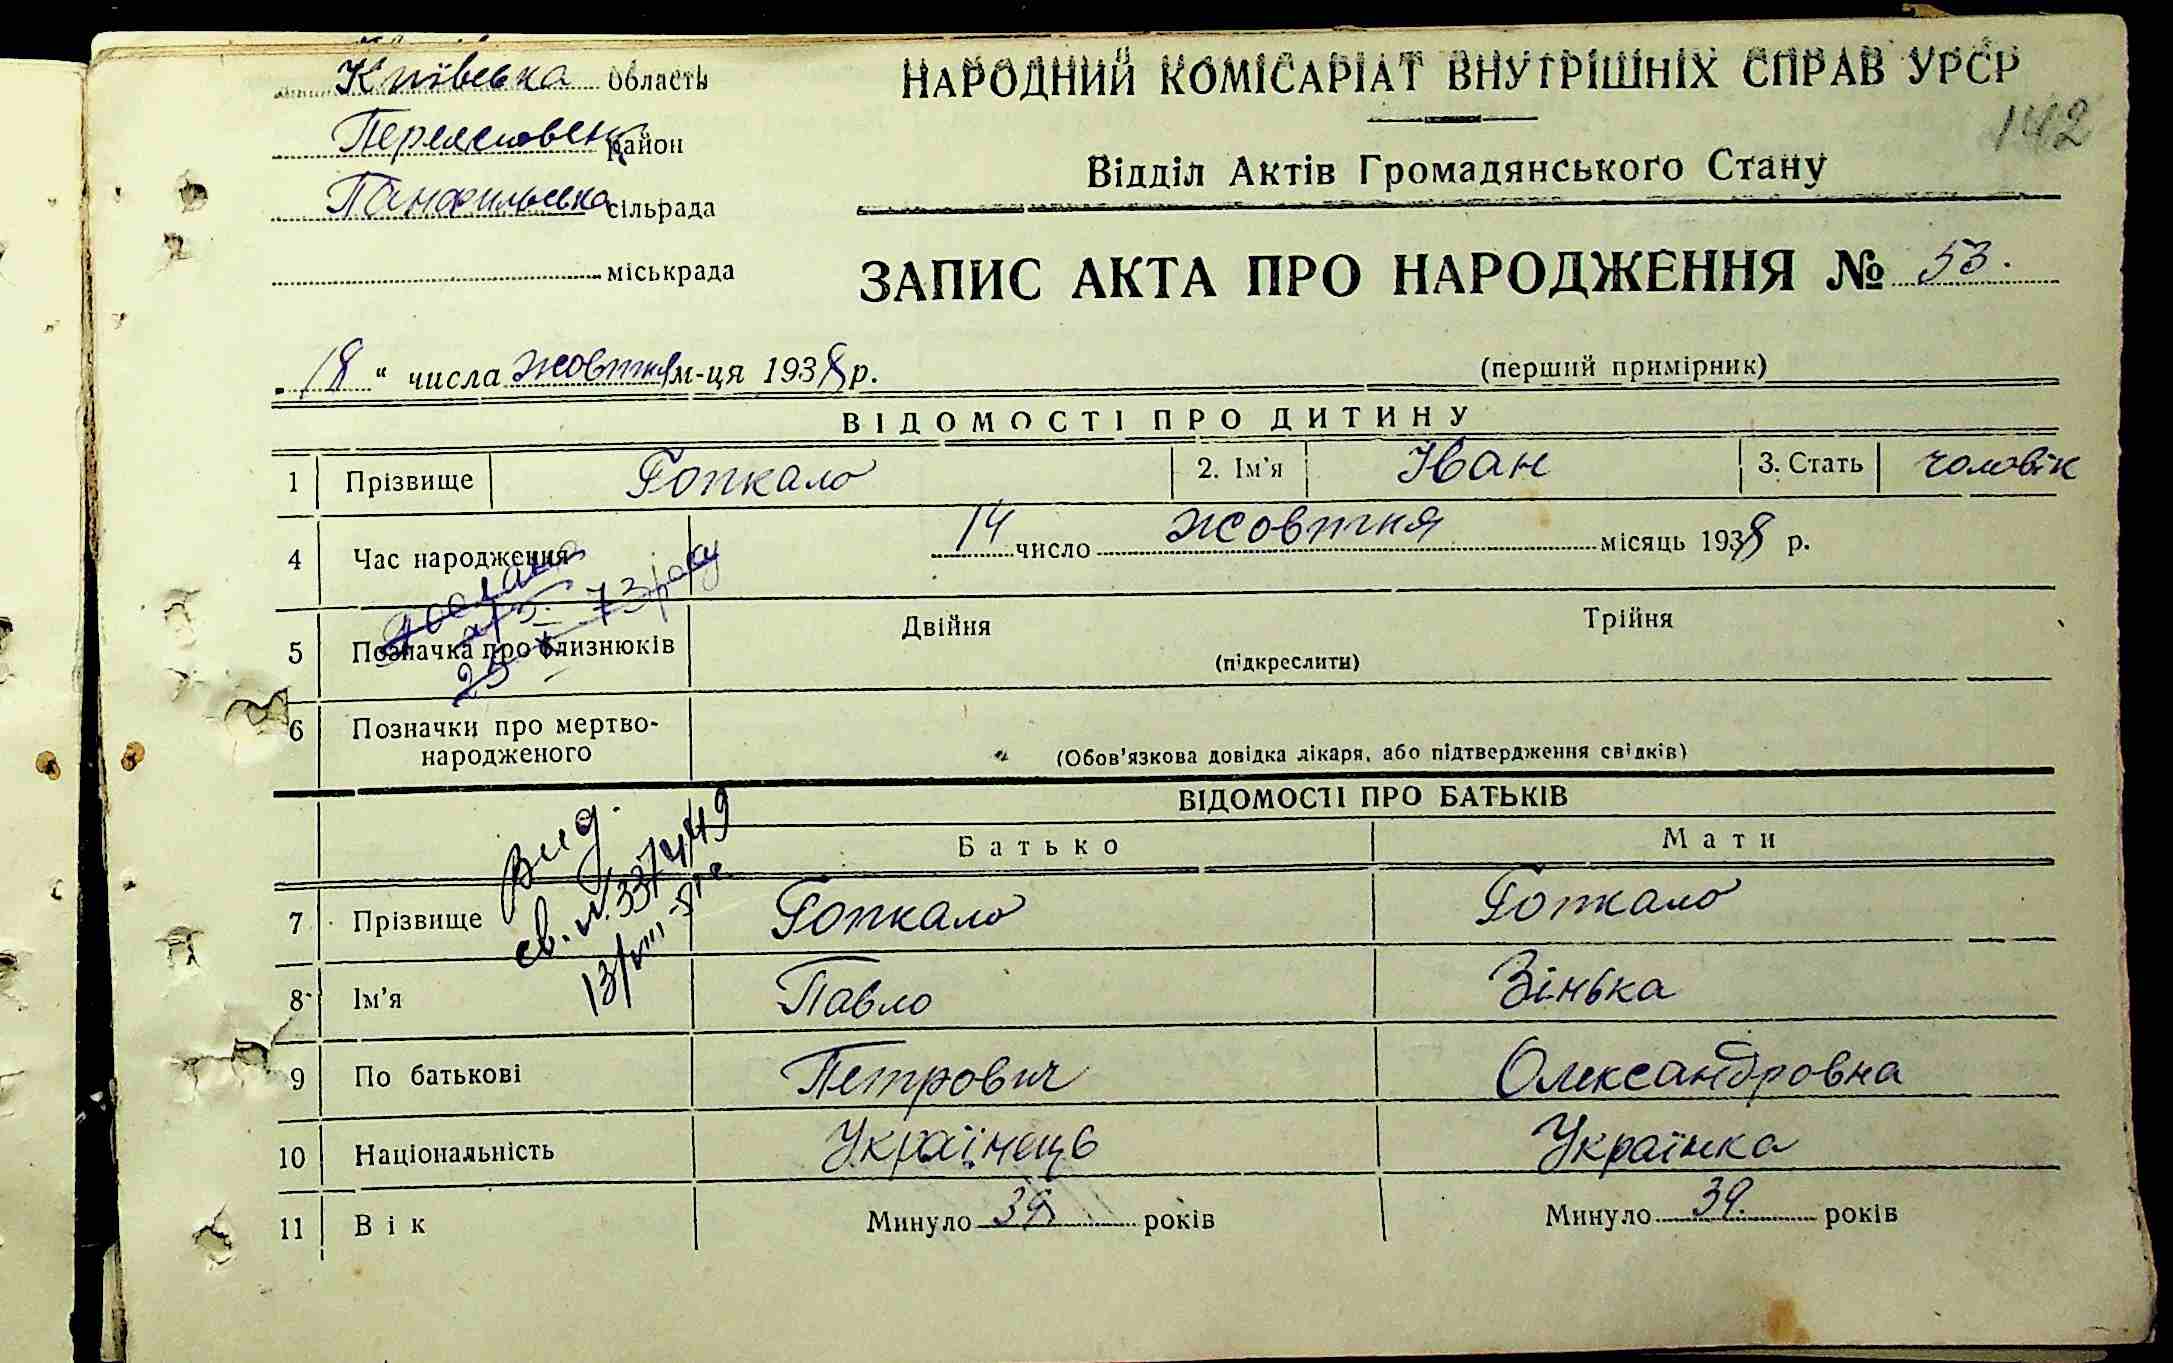 Київська область
НАРОДНИЙ КОМІСАРІАТ ВНУТРІШНІХ СПРАВ УРСР
142
район
Відділ Актів Громадянського Стану
Панфильська сільрада
міськрада
ЗАПИС АКТА ПРО НАРОДЖЕННЯ № 53.
„18“ числа жовтня м-ця 1938 р.
(перший примірник)
ВІДОМОСТІ ПРО ДИТИНУ
1 Прізвище Гопкало 2. Ім'я Іван 3. Стать чоловік
4 Час народження 14 число жовтня місяць 1938 р.
73 року
5 Позначка про близнюків Двійня Трійня
(підкреслити)
6 Позначки про мертво-
народженого
(Обов'язкова довідка лікаря, або підтвердження свідків)
ВІДОМОСТІ ПРО БАТЬКІВ
Батько Мати
7 Прізвище Гопкало Гопкало
8 Ім'я Павло Зінька
9 По батькові Петрович Олександровна
10 Національність Українець Українка
11 Вік Минуло 39 років Минуло 39. років